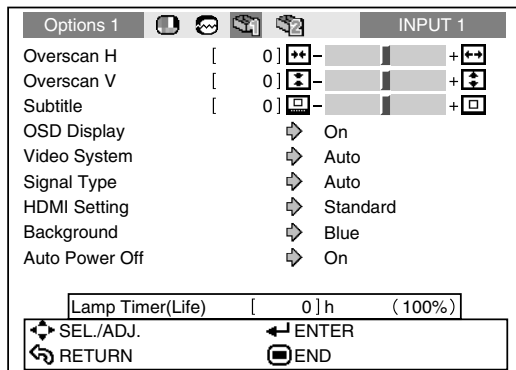 Options 1 1 2 INPUT 1
Overscan H [ 0 ] – +
Overscan V [ 0 ] – +
Subtitle [ 0 ] – +
OSD Display On
Video System Auto
Signal Type Auto
HDMI Setting Standard
Background Blue
Auto Power Off On
Lamp Timer(Life) [ 0 ] h (100%)
SEL./ADJ. ENTER
RETURN END